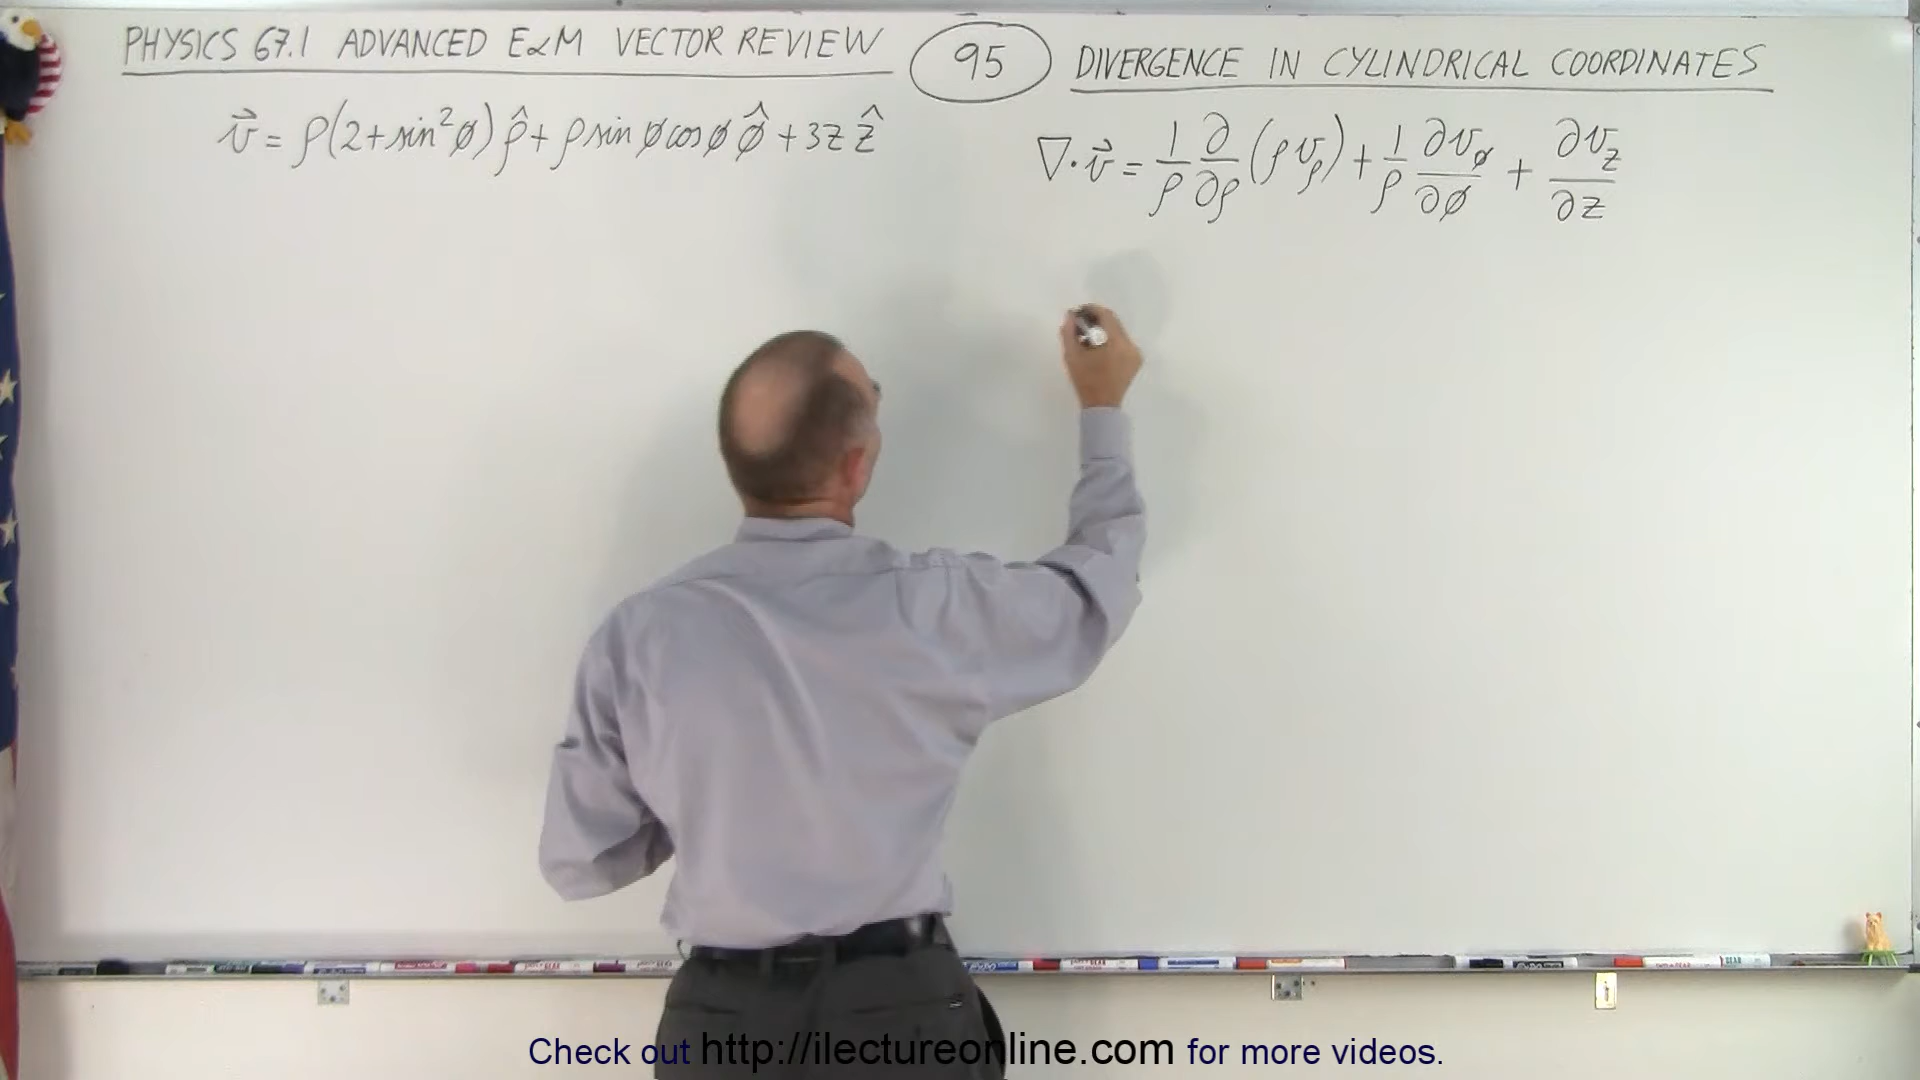 PHYSICS 67.1 ADVANCED E&M VECTOR REVIEW 95 DIVERGENCE IN CYLINDRICAL COORDINATES
v⃗ = ρ(2+sin²ϕ) ρ̂ + ρ sin ϕ cos ϕ ϕ̂ + 3z ẑ
∇·v⃗ = 1/ρ ∂/∂ρ (ρ v_ρ) + 1/ρ ∂v_ϕ/∂ϕ + ∂v_z/∂z
Check out http://ilectureonline.com for more videos.